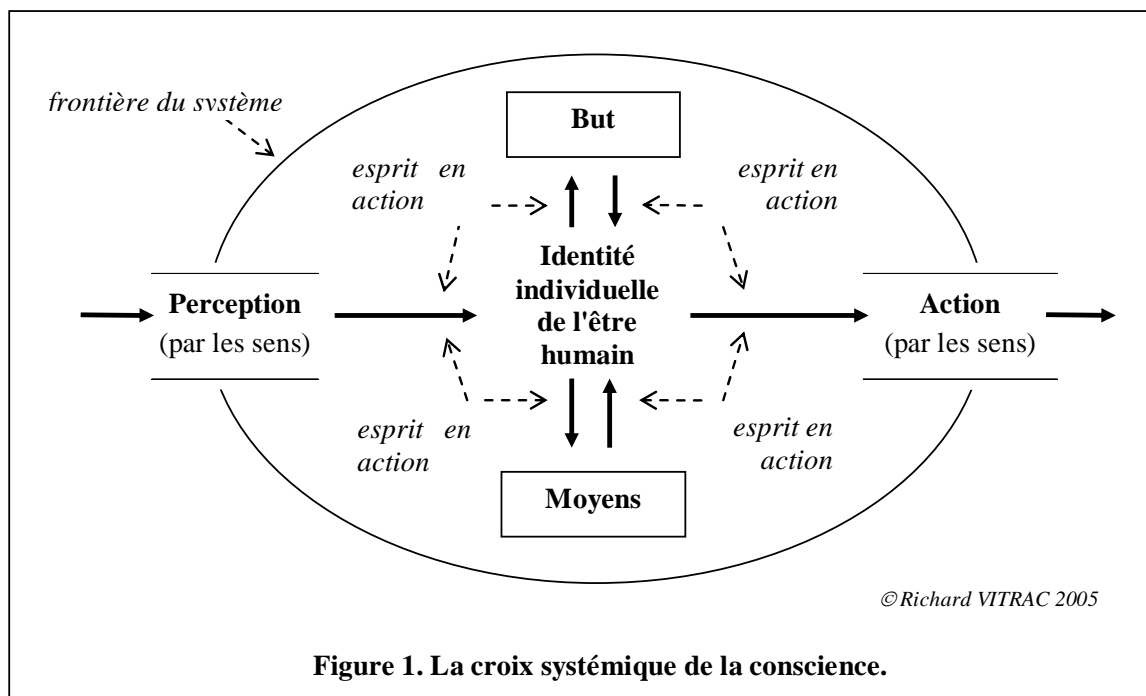 frontière du système
But
esprit en
action
esprit en
action
Identité
individuelle
de l'être
humain
Perception
(par les sens)
Action
(par les sens)
esprit en
action
esprit en
action
Moyens
© Richard VITRAC 2005
Figure 1. La croix systémique de la conscience.